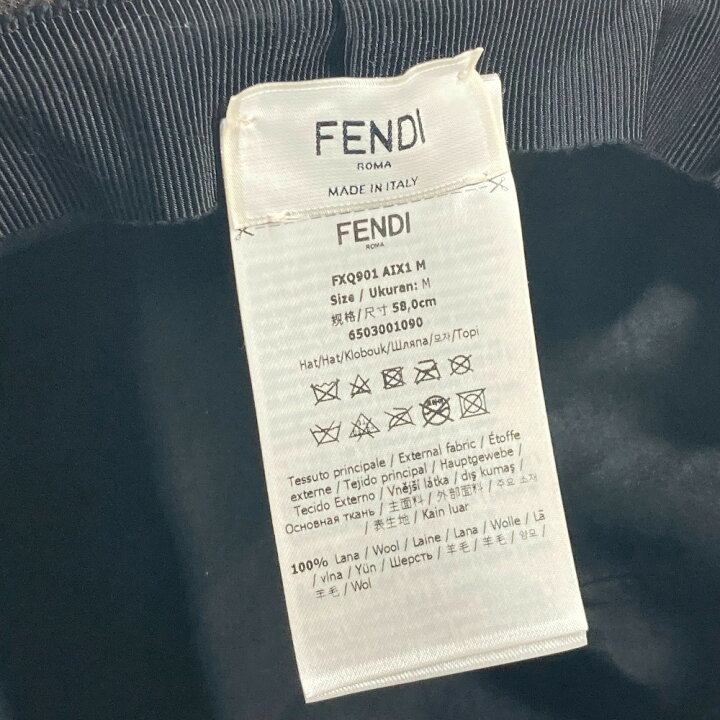 FENDI
ROMA
MADE IN ITALY
FENDI
ROMA
FXQ901 AIX1 M
Size / Ukuran: M
规格/尺寸 58,0cm
6503001090
Hat/Hat/Klobouk/Шляпа/모자/Topi
Tessuto principale / External fabric / Étoffe
externe / Tejido principal / Hauptgewebe /
Tecido Externo / Vnější látka / dış kumaş /
Основная ткань / 主面料 / 外部面料 / 주요 소재
/ 表生地 / Kain luar
100% Lana / Wool / Laine / Lana / Wolle / Lã
/ vlna / Yün / Шерсть / 羊毛 / 羊毛 / 양모 /
羊毛 / Wol